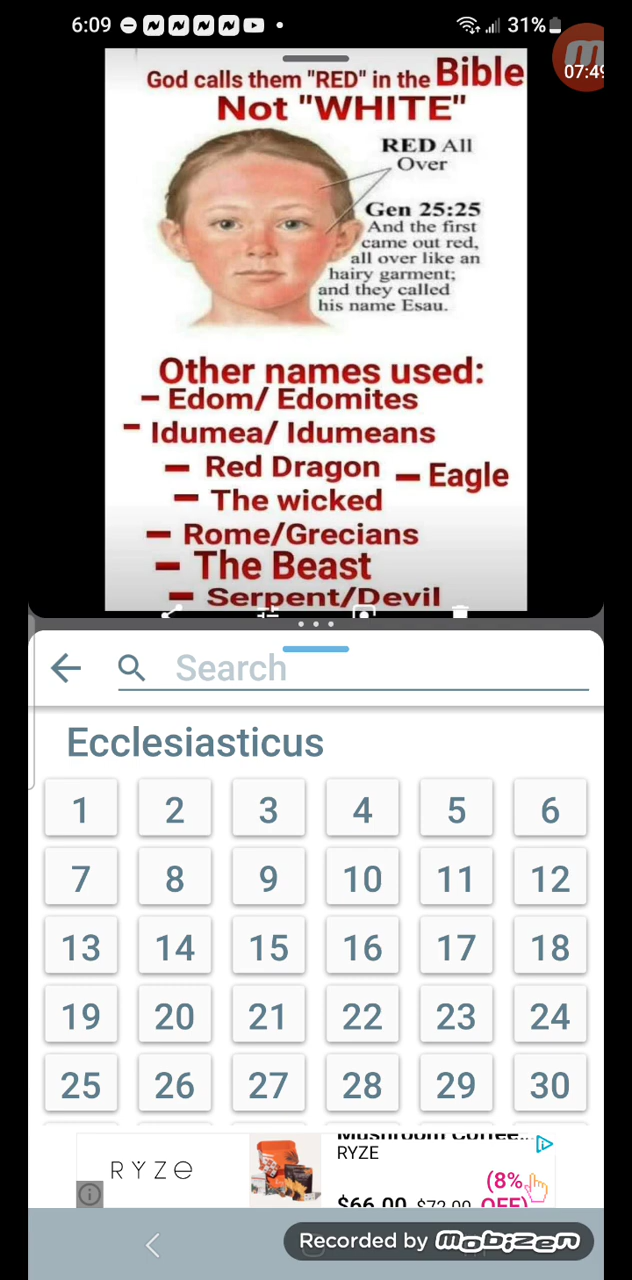 6:09
31%
07:49
God calls them "RED" in the Bible
Not "WHITE"
RED All
Over
Gen 25:25
And the first
came out red,
all over like an
hairy garment;
and they called
his name Esau.
Other names used:
– Edom/ Edomites
– Idumea/ Idumeans
– Red Dragon – Eagle
– The wicked
– Rome/Grecians
– The Beast
– Serpent/Devil
Search
Ecclesiasticus
1 2 3 4 5 6
7 8 9 10 11 12
13 14 15 16 17 18
19 20 21 22 23 24
25 26 27 28 29 30
Mushroom Coffee...
RYZE
RYZE
(8%
$66.00 $72.00 OFF)
Recorded by mobizen